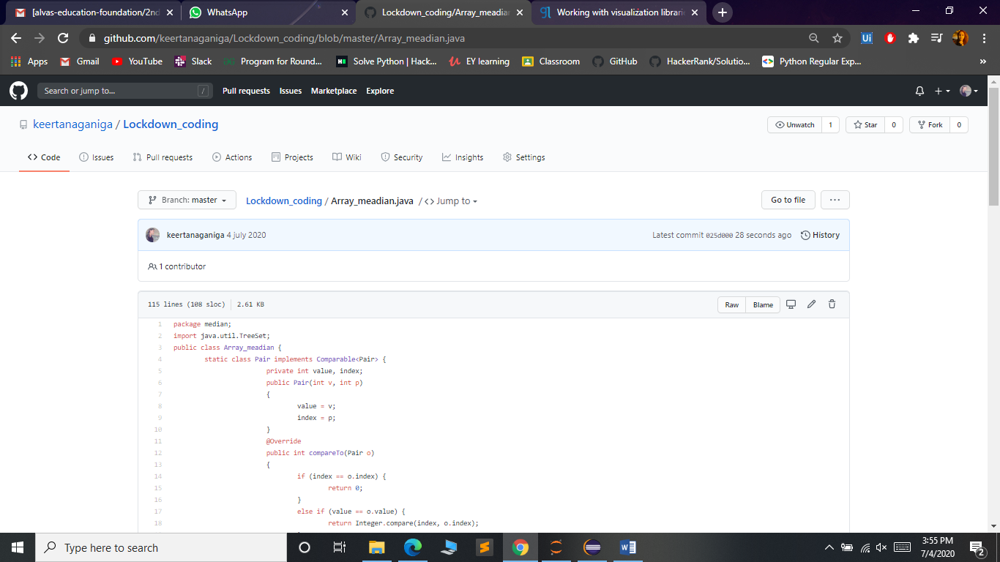 [alvas-education-foundation/2nd
WhatsApp
Lockdown_coding/Array_meadian
Working with visualization librari
github.com/keertanaganiga/Lockdown_coding/blob/master/Array_meadian.java
Apps Gmail YouTube Slack Program for Round... Solve Python | Hack... EY learning Classroom GitHub HackerRank/Solutio... Python Regular Exp... »
Search or jump to... / Pull requests Issues Marketplace Explore
keertanaganiga / Lockdown_coding
Unwatch 1 Star 0 Fork 0
Code Issues Pull requests Actions Projects Wiki Security Insights Settings
Branch: master Lockdown_coding / Array_meadian.java / <> Jump to Go to file ...
keertanaganiga 4 july 2020 Latest commit 025d000 28 seconds ago History
1 contributor
115 lines (108 sloc) 2.61 KB Raw Blame
1 package median;
2 import java.util.TreeSet;
3 public class Array_meadian {
4 static class Pair implements Comparable<Pair> {
5 private int value, index;
6 public Pair(int v, int p)
7 {
8 value = v;
9 index = p;
10 }
11 @Override
12 public int compareTo(Pair o)
13 {
14 if (index == o.index) {
15 return 0;
16 }
17 else if (value == o.value) {
18 return Integer.compare(index, o.index);
Type here to search
3:55 PM
7/4/2020
2